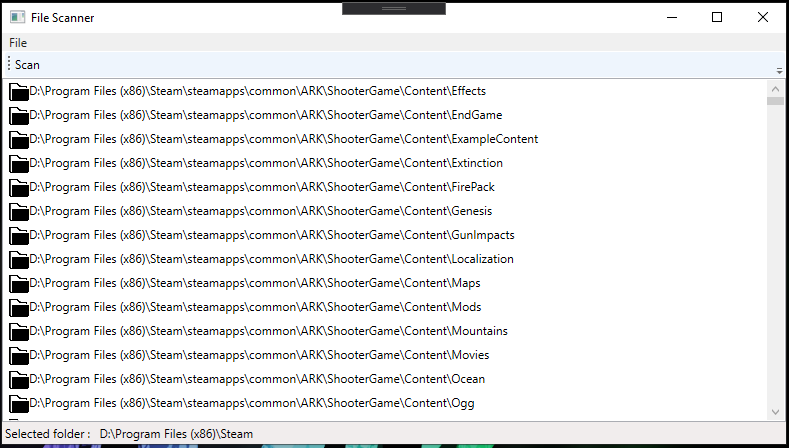 File Scanner
File
Scan
D:\Program Files (x86)\Steam\steamapps\common\ARK\ShooterGame\Content\Effects
D:\Program Files (x86)\Steam\steamapps\common\ARK\ShooterGame\Content\EndGame
D:\Program Files (x86)\Steam\steamapps\common\ARK\ShooterGame\Content\ExampleContent
D:\Program Files (x86)\Steam\steamapps\common\ARK\ShooterGame\Content\Extinction
D:\Program Files (x86)\Steam\steamapps\common\ARK\ShooterGame\Content\FirePack
D:\Program Files (x86)\Steam\steamapps\common\ARK\ShooterGame\Content\Genesis
D:\Program Files (x86)\Steam\steamapps\common\ARK\ShooterGame\Content\GunImpacts
D:\Program Files (x86)\Steam\steamapps\common\ARK\ShooterGame\Content\Localization
D:\Program Files (x86)\Steam\steamapps\common\ARK\ShooterGame\Content\Maps
D:\Program Files (x86)\Steam\steamapps\common\ARK\ShooterGame\Content\Mods
D:\Program Files (x86)\Steam\steamapps\common\ARK\ShooterGame\Content\Mountains
D:\Program Files (x86)\Steam\steamapps\common\ARK\ShooterGame\Content\Movies
D:\Program Files (x86)\Steam\steamapps\common\ARK\ShooterGame\Content\Ocean
D:\Program Files (x86)\Steam\steamapps\common\ARK\ShooterGame\Content\Ogg
Selected folder : D:\Program Files (x86)\Steam